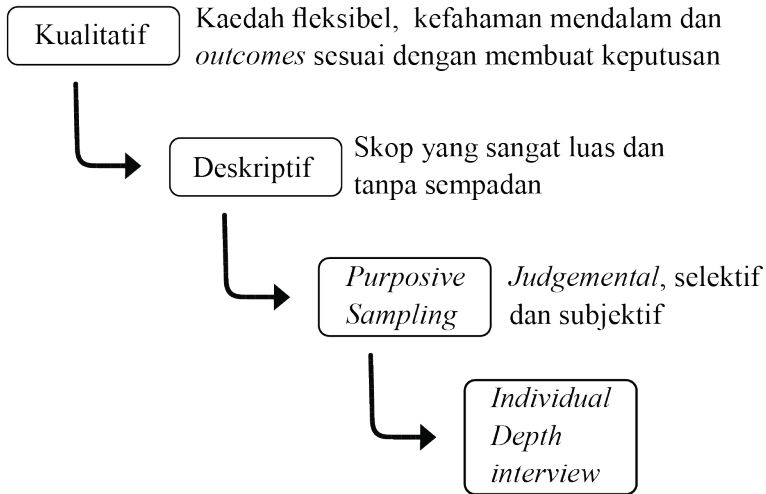 Kualitatif
Kaedah fleksibel, kefahaman mendalam dan
outcomes sesuai dengan membuat keputusan
Deskriptif
Skop yang sangat luas dan
tanpa sempadan
Purposive
Sampling
Judgemental, selektif
dan subjektif
Individual
Depth
interview